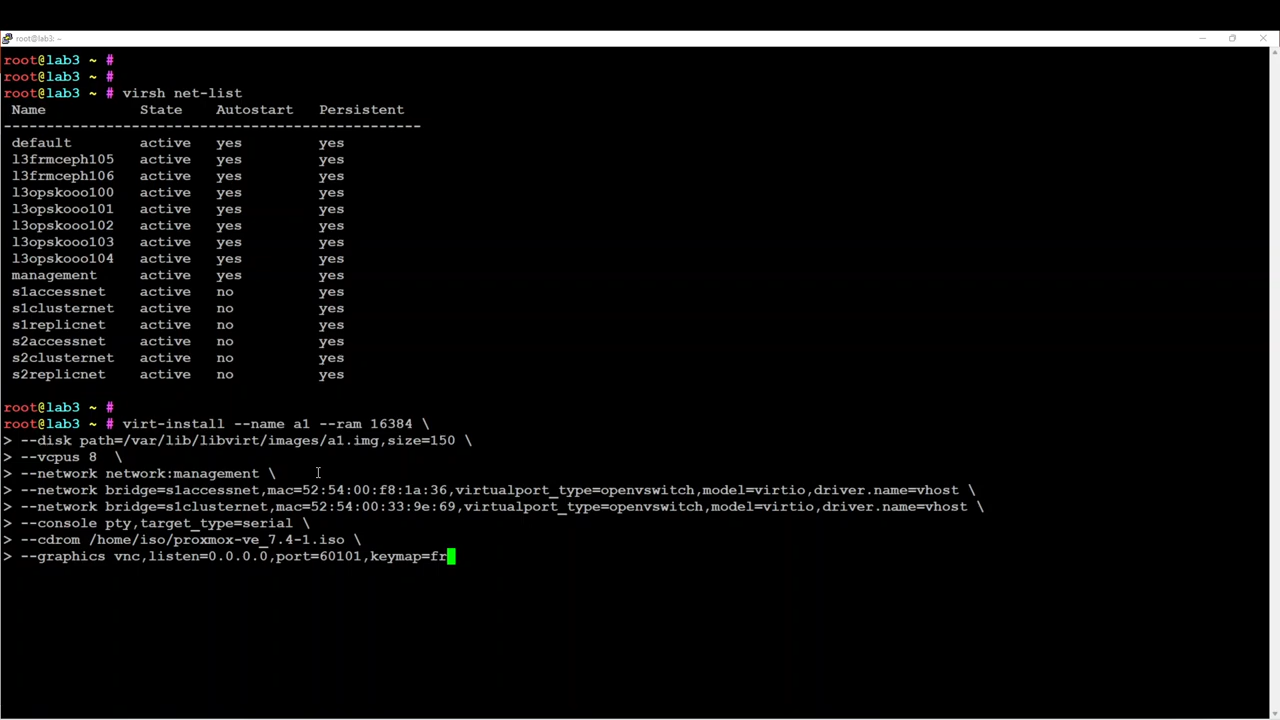 root@lab3: ~
root@lab3 ~ #
root@lab3 ~ #
root@lab3 ~ # virsh net-list
Name State Autostart Persistent
--------------------------------------------------
default active yes yes
l3frmceph105 active yes yes
l3frmceph106 active yes yes
l3opskooo100 active yes yes
l3opskooo101 active yes yes
l3opskooo102 active yes yes
l3opskooo103 active yes yes
l3opskooo104 active yes yes
management active yes yes
s1accessnet active no yes
s1clusternet active no yes
s1replicnet active no yes
s2accessnet active no yes
s2clusternet active no yes
s2replicnet active no yes
root@lab3 ~ #
root@lab3 ~ # virt-install --name a1 --ram 16384 \
> --disk path=/var/lib/libvirt/images/a1.img,size=150 \
> --vcpus 8 \
> --network network:management \
> --network bridge=s1accessnet,mac=52:54:00:f8:1a:36,virtualport_type=openvswitch,model=virtio,driver.name=vhost \
> --network bridge=s1clusternet,mac=52:54:00:33:9e:69,virtualport_type=openvswitch,model=virtio,driver.name=vhost \
> --console pty,target_type=serial \
> --cdrom /home/iso/proxmox-ve_7.4-1.iso \
> --graphics vnc,listen=0.0.0.0,port=60101,keymap=fr